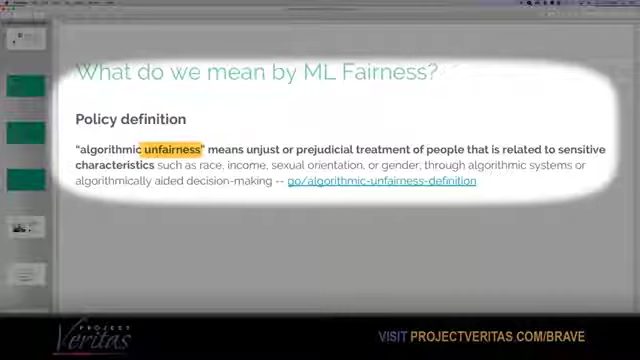 What do we mean by ML Fairness?
Policy definition
“algorithmic unfairness” means unjust or prejudicial treatment of people that is related to sensitive
characteristics such as race, income, sexual orientation, or gender, through algorithmic systems or
algorithmically aided decision-making -- go/algorithmic-unfairness-definition
PROJECT
Veritas
VISIT PROJECTVERITAS.COM/BRAVE